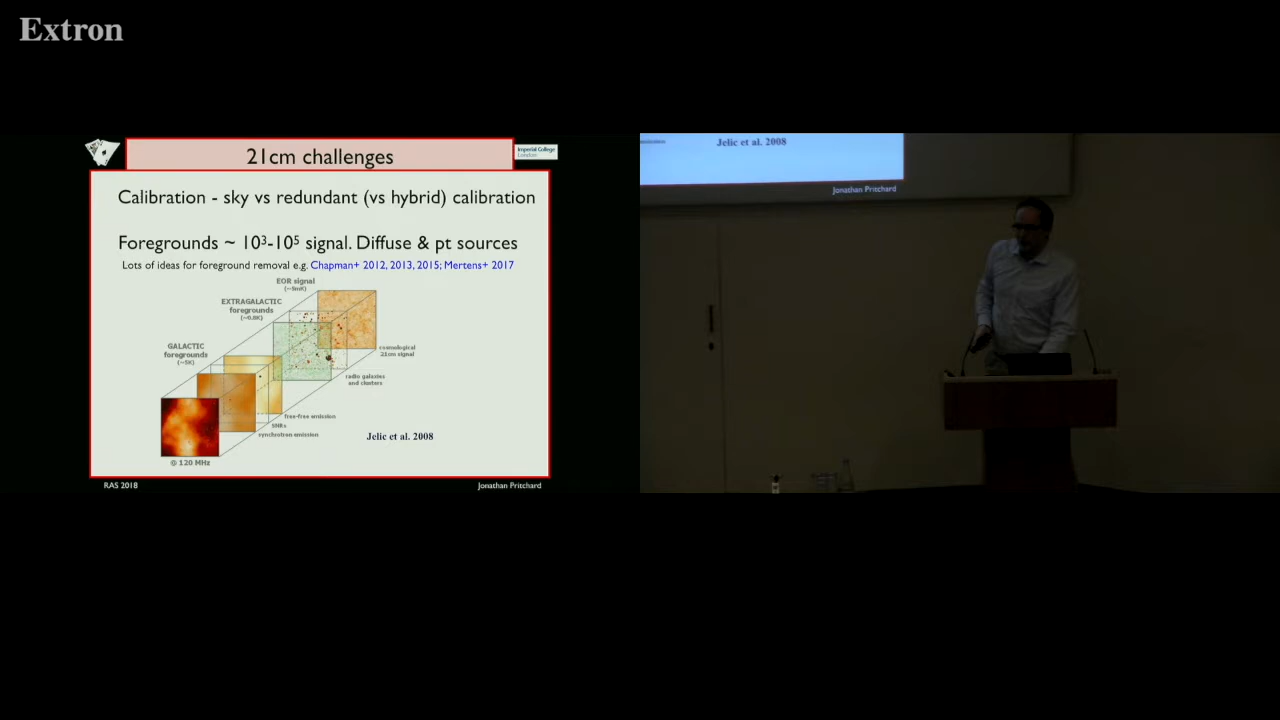 Extron
21cm challenges
Imperial College
London
Calibration - sky vs redundant (vs hybrid) calibration
Foregrounds ~ 10³-10⁵ signal. Diffuse & pt sources
Lots of ideas for foreground removal e.g. Chapman+ 2012, 2013, 2015; Mertens+ 2017
EOR signal
(~5mK)
EXTRAGALACTIC
foregrounds
(~0.8K)
GALACTIC
foregrounds
(~5K)
cosmological
21cm signal
radio galaxies
and clusters
free-free emission
SNRs
synchrotron emission
Jelic et al. 2008
@ 120 MHz
RAS 2018
Jonathan Pritchard
Jelic et al. 2008
Jonathan Pritchard